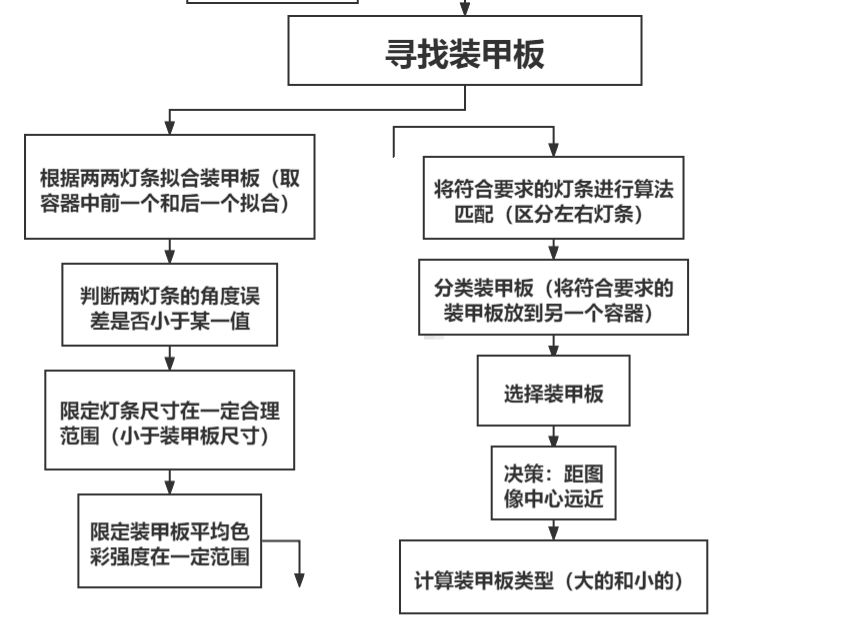 寻找装甲板
根据两两灯条拟合装甲板（取
容器中前一个和后一个拟合）
判断两灯条的角度误
差是否小于某一值
限定灯条尺寸在一定合理
范围（小于装甲板尺寸）
限定装甲板平均色
彩强度在一定范围
将符合要求的灯条进行算法
匹配（区分左右灯条）
分类装甲板（将符合要求的
装甲板放到另一个容器）
选择装甲板
决策：距图
像中心远近
计算装甲板类型（大的和小的）